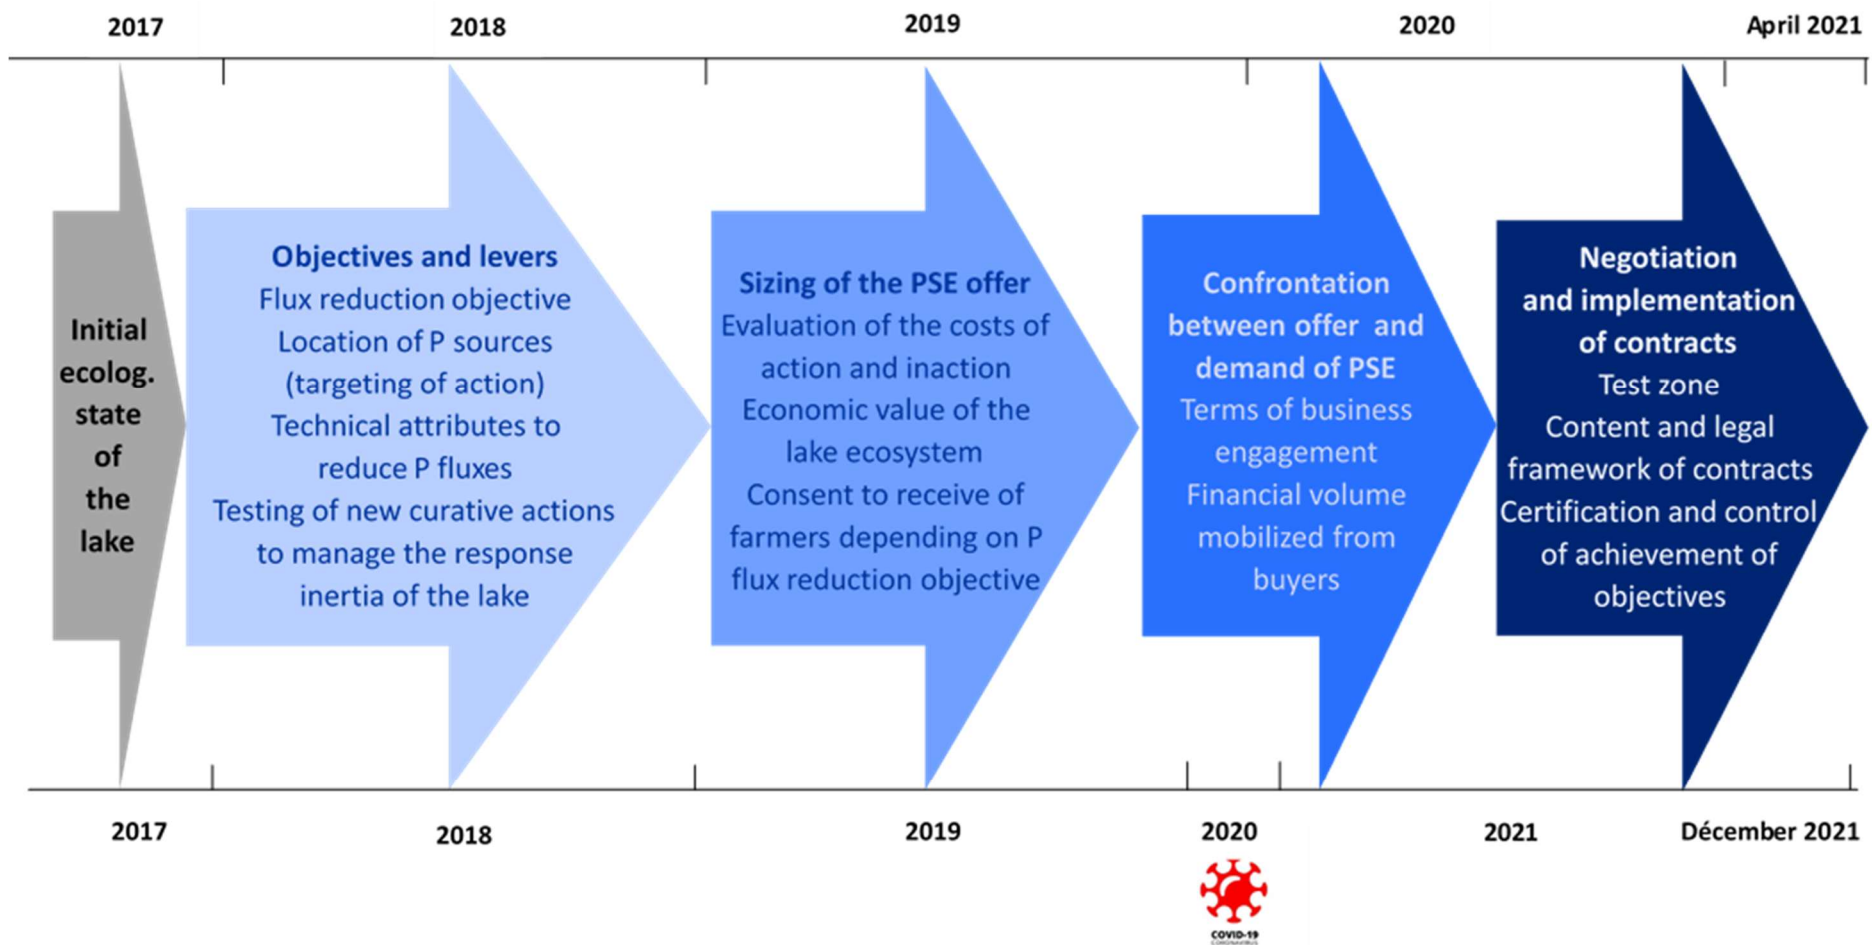 2017
2018
2019
2020
April 2021
Initial
ecolog.
state
of
the
lake
Objectives and levers
Flux reduction objective
Location of P sources
(targeting of action)
Technical attributes to
reduce P fluxes
Testing of new curative actions
to manage the response
inertia of the lake
Sizing of the PSE offer
Evaluation of the costs of
action and inaction
Economic value of the
lake ecosystem
Consent to receive of
farmers depending on P
flux reduction objective
Confrontation
between offer and
demand of PSE
Terms of business
engagement
Financial volume
mobilized from
buyers
Negotiation
and implementation
of contracts
Test zone
Content and legal
framework of contracts
Certification and control
of achievement of
objectives
2017
2018
2019
2020
2021
Décember 2021
COVID-19
CORONAVIRUS